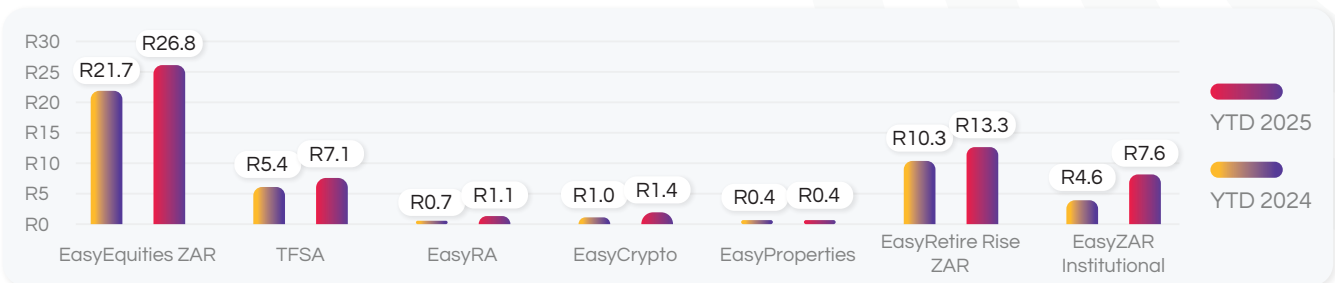 R30
R25
R20
R15
R10
R5
R0
R21.7
R26.8
R5.4
R7.1
R0.7
R1.1
R1.0
R1.4
R0.4
R0.4
R10.3
R13.3
R4.6
R7.6
EasyEquities ZAR
TFSA
EasyRA
EasyCrypto
EasyProperties
EasyRetire Rise
ZAR
EasyZAR
Institutional
YTD 2025
YTD 2024